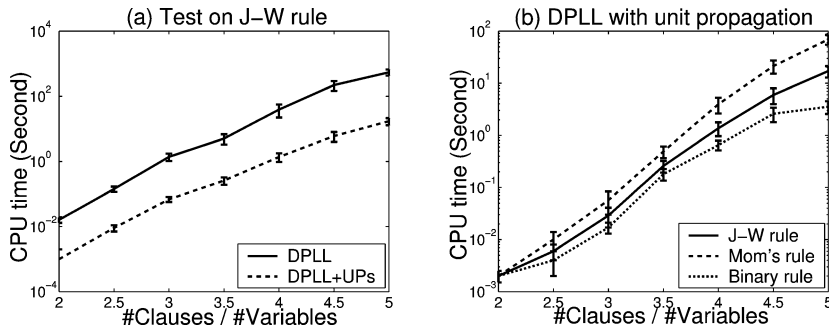 (a) Test on J-W rule
CPU time (Second)
10^4
10^2
10^0
10^-2
10^-4
2 2.5 3 3.5 4 4.5 5
#Clauses / #Variables
DPLL
DPLL+UPs
(b) DPLL with unit propagation
CPU time (Second)
10^2
10^1
10^0
10^-1
10^-2
10^-3
2 2.5 3 3.5 4 4.5 5
#Clauses / #Variables
J-W rule
Mom's rule
Binary rule